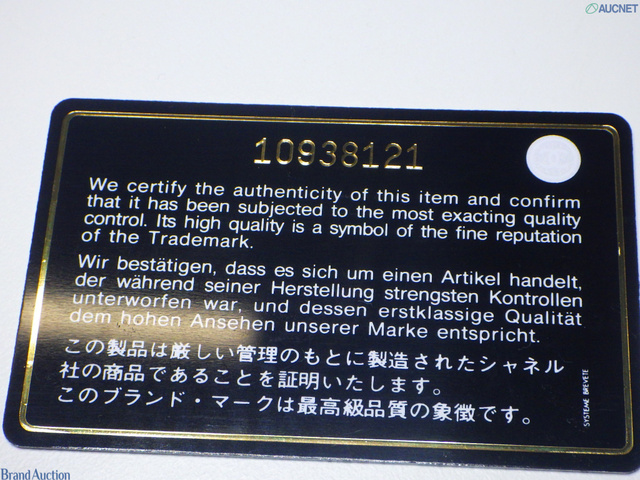 AUCNET
10938121
We certify the authenticity of this item and confirm
that it has been subjected to the most exacting quality
control. Its high quality is a symbol of the fine reputation
of the Trademark.
Wir bestätigen, dass es sich um einen Artikel handelt,
der während seiner Herstellung strengsten Kontrollen
unterworfen war, und dessen erstklassige Qualität
dem hohen Ansehen unserer Marke entspricht.
この製品は厳しい管理のもとに製造されたシャネル
社の商品であることを証明いたします。
このブランド・マークは最高級品質の象徴です。
SYSTEME BREVETE
Brand Auction